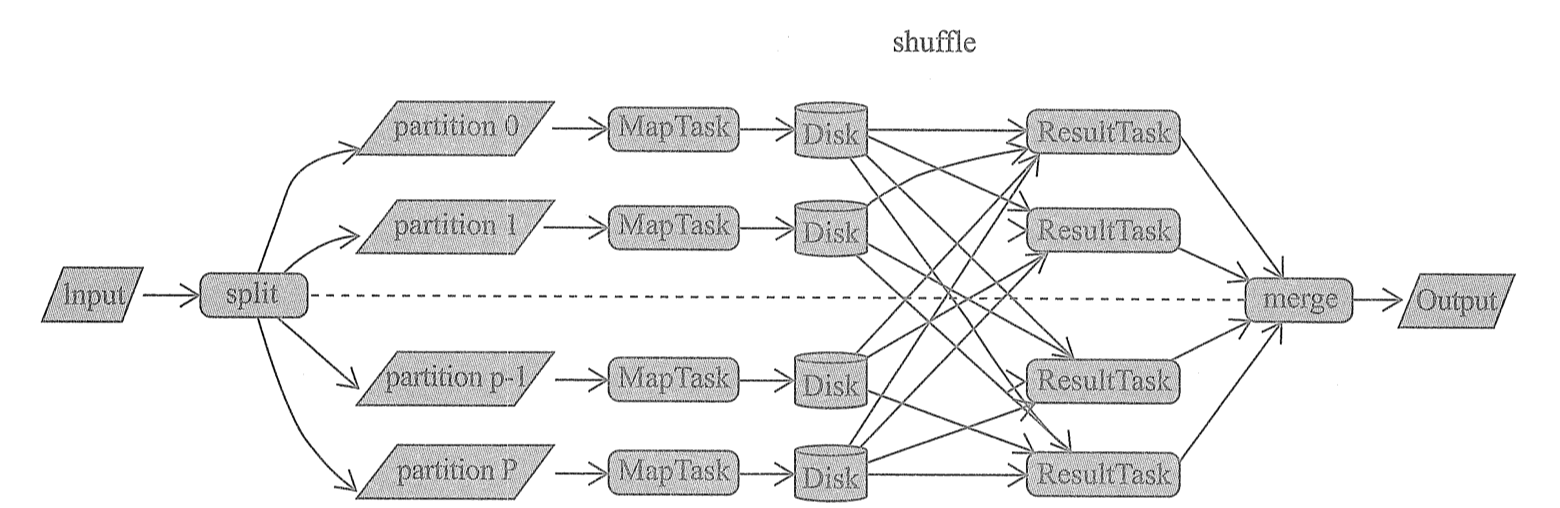 shuffle
partition 0
MapTask
Disk
ResultTask
partition 1
MapTask
Disk
ResultTask
Input
split
merge
Output
partition p-1
MapTask
Disk
ResultTask
partition P
MapTask
Disk
ResultTask